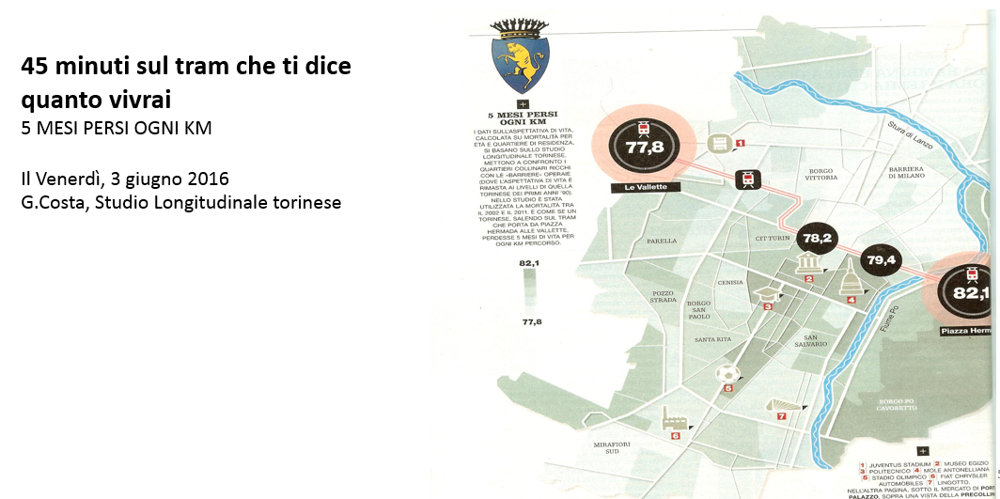 45 minuti sul tram che ti dice
quanto vivrai
5 MESI PERSI OGNI KM
Il Venerdì, 3 giugno 2016
G.Costa, Studio Longitudinale torinese
5 MESI PERSI
OGNI KM
I DATI SULL'ASPETTATIVA DI VITA,
CALCOLATA SU MORTALITÀ PER
ETÀ E QUARTIERE DI RESIDENZA,
SI BASANO SULLO STUDIO
LONGITUDINALE TORINESE.
METTONO A CONFRONTO I
QUARTIERI COLLINARI RICCHI
CON LE «BARRIERE» OPERAIE
(DOVE L'ASPETTATIVA DI VITA È
RIMASTA AI LIVELLI DI QUELLA
TORINESE DEI PRIMI ANNI '90).
NELLO STUDIO È STATA
UTILIZZATA LA MORTALITÀ TRA
IL 2002 E IL 2011. È COME SE UN
TORINESE, SALENDO SUL TRAM
CHE PORTA DA PIAZZA
HERMADA ALLE VALLETTE,
PERDESSE 5 MESI DI VITA PER
OGNI KM PERCORSO.
82,1
77,8
77,8
Le Vallette
1
Stura di Lanzo
BORGO
VITTORIA
BARRIERA
DI MILANO
PARELLA
CIT TURIN
78,2
79,4
82,1
Piazza Herm
2
CENISIA
3
4
POZZO
STRADA
BORGO
SAN
PAOLO
Fiume Po
SANTA RITA
SAN
SALVARIO
5
7
BORGO PO
CAVORETTO
6
MIRAFIORI
SUD
1 JUVENTUS STADIUM 2 MUSEO EGIZIO
3 POLITECNICO 4 MOLE ANTONELLIANA
5 STADIO OLIMPICO 6 FIAT CHRYSLER
AUTOMOBILES 7 LINGOTTO.
NELL'ALTRA PAGINA, SOTTO IL MERCATO DI POR
PALAZZO, SOPRA UNA VISTA DELLA PRECOLLIN